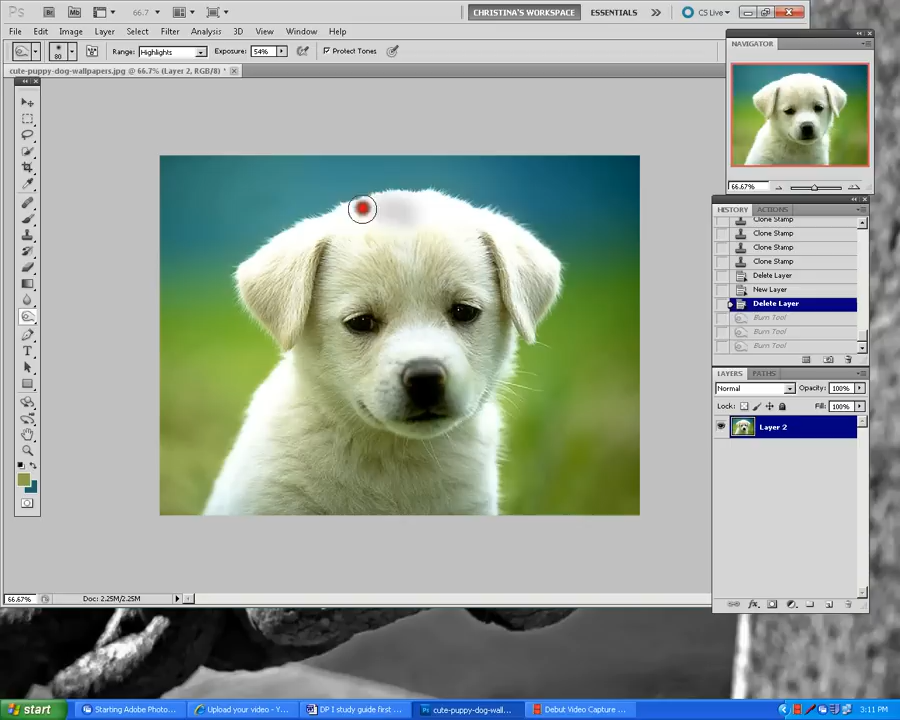 Ps Br Mb 66.7 CHRISTINA'S WORKSPACE ESSENTIALS CS Live
File Edit Image Layer Select Filter Analysis 3D View Window Help
80 Range: Highlights Exposure: 54% Protect Tones
NAVIGATOR
cute-puppy-dog-wallpapers.jpg @ 66.7% (Layer 2, RGB/8) *
66.67%
HISTORY ACTIONS
Clone Stamp
Clone Stamp
Clone Stamp
Clone Stamp
Delete Layer
New Layer
Delete Layer
Burn Tool
Burn Tool
Burn Tool
LAYERS PATHS
Normal Opacity: 100%
Lock: Fill: 100%
Layer 2
66.67% Doc: 2.25M/2.25M
start Starting Adobe Photo... Upload your video - Y... DP I study guide first ... cute-puppy-dog-wall... Debut Video Capture ... 3:11 PM